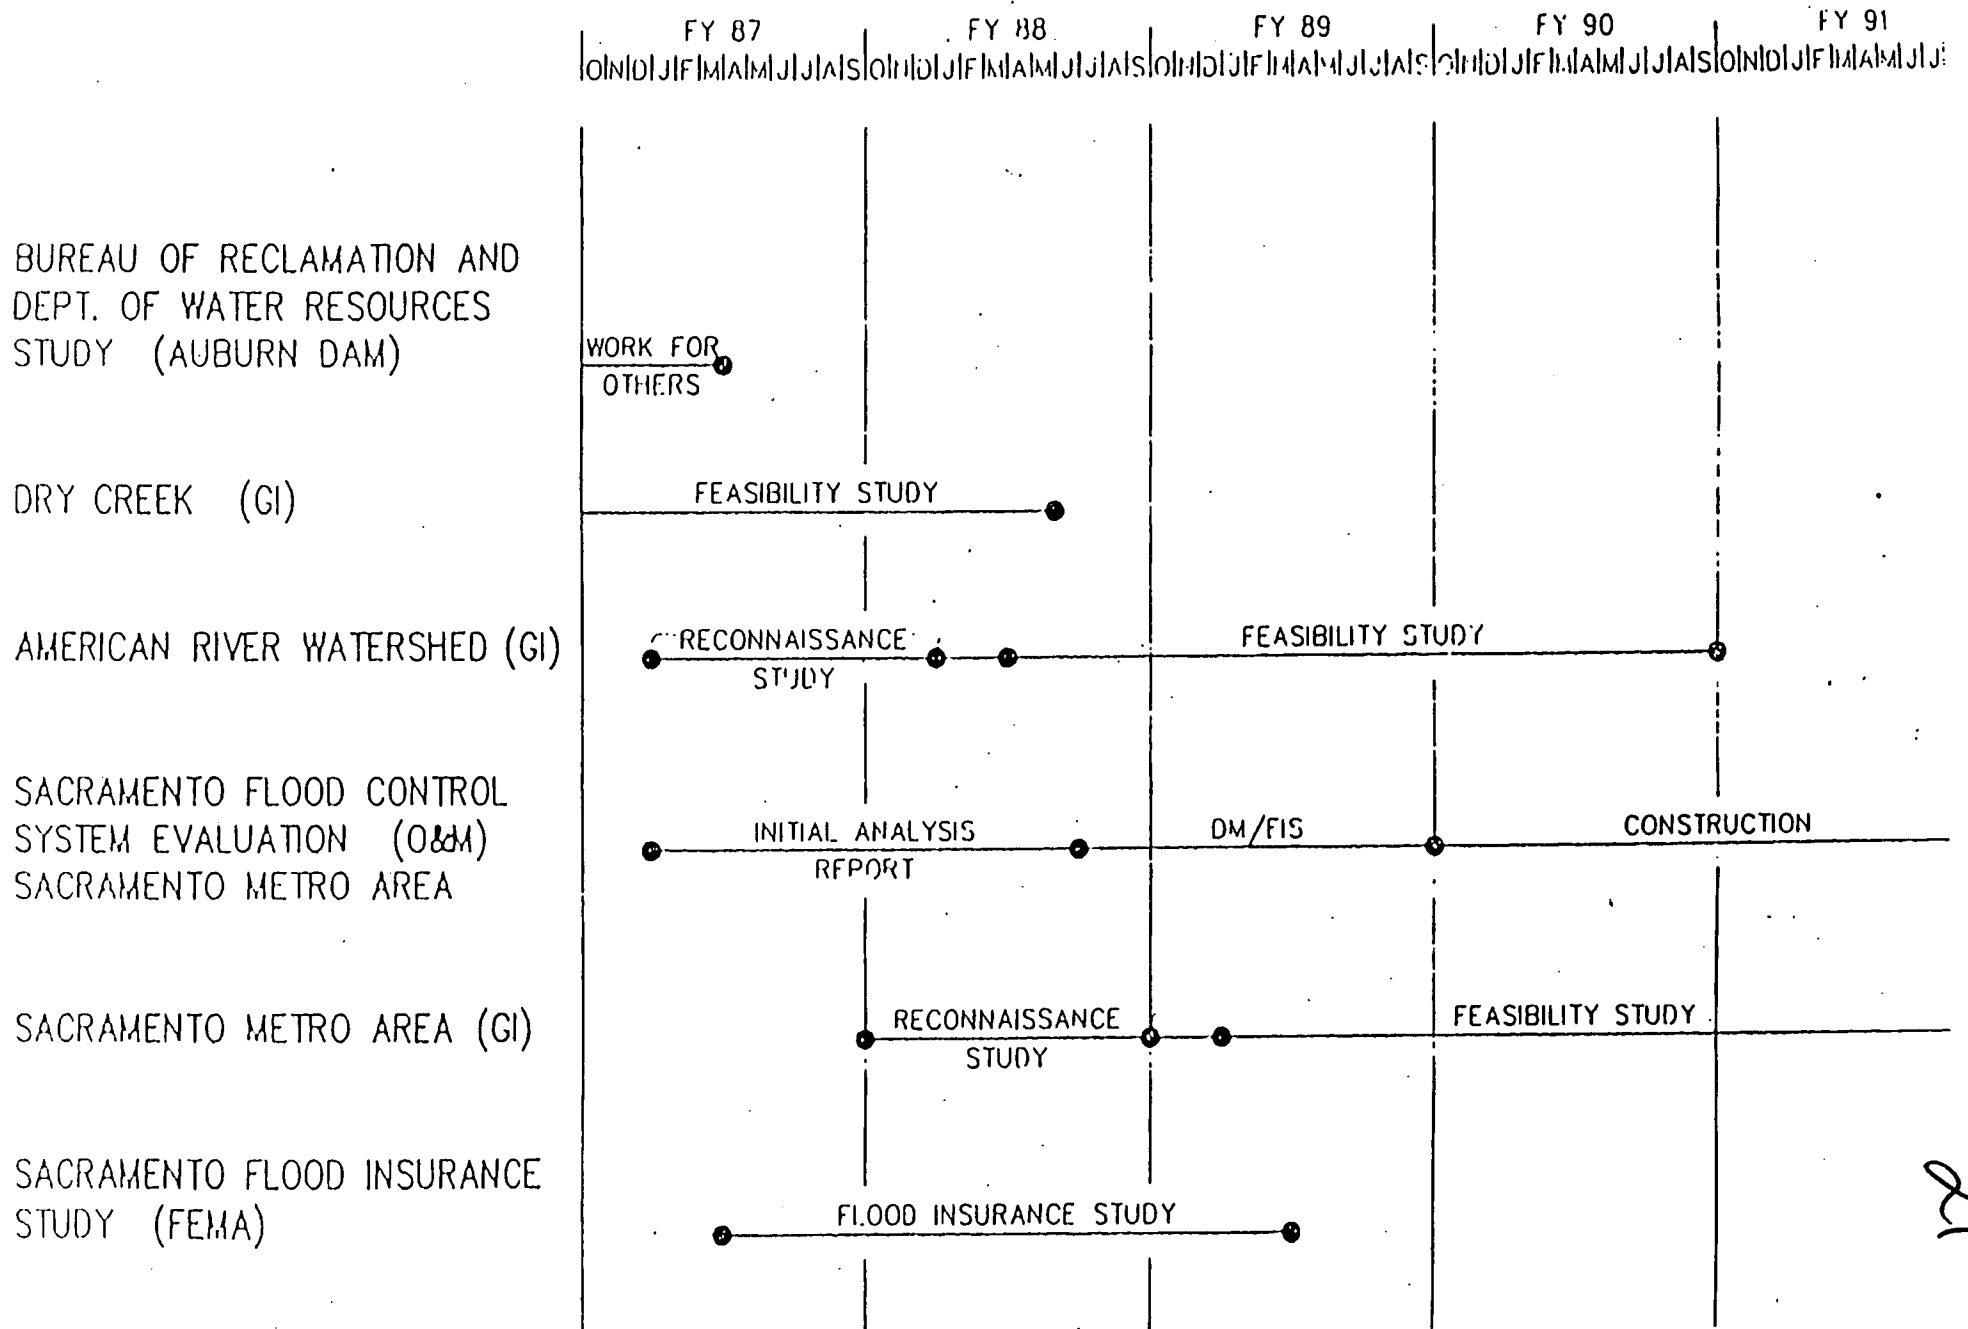 FY 87 FY 88 FY 89 FY 90 FY 91
|O|N|D|J|F|M|A|M|J|J|A|S|O|N|D|J|F|M|A|M|J|J|A|S|O|N|D|J|F|M|A|M|J|J|A|S|O|N|D|J|F|M|A|M|J|J|A|S|O|N|D|J|F|M|A|M|J|J
BUREAU OF RECLAMATION AND
DEPT. OF WATER RESOURCES
STUDY (AUBURN DAM)
WORK FOR
OTHERS
DRY CREEK (GI)
FEASIBILITY STUDY
AMERICAN RIVER WATERSHED (GI)
RECONNAISSANCE
STUDY
FEASIBILITY STUDY
SACRAMENTO FLOOD CONTROL
SYSTEM EVALUATION (O&M)
SACRAMENTO METRO AREA
INITIAL ANALYSIS
REPORT
DM/FIS
CONSTRUCTION
SACRAMENTO METRO AREA (GI)
RECONNAISSANCE
STUDY
FEASIBILITY STUDY
SACRAMENTO FLOOD INSURANCE
STUDY (FEMA)
FLOOD INSURANCE STUDY